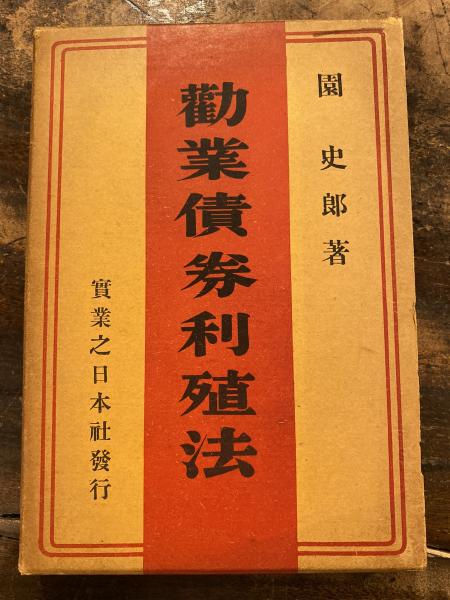 園史郎著
勸業債券利殖法
實業之日本社發行